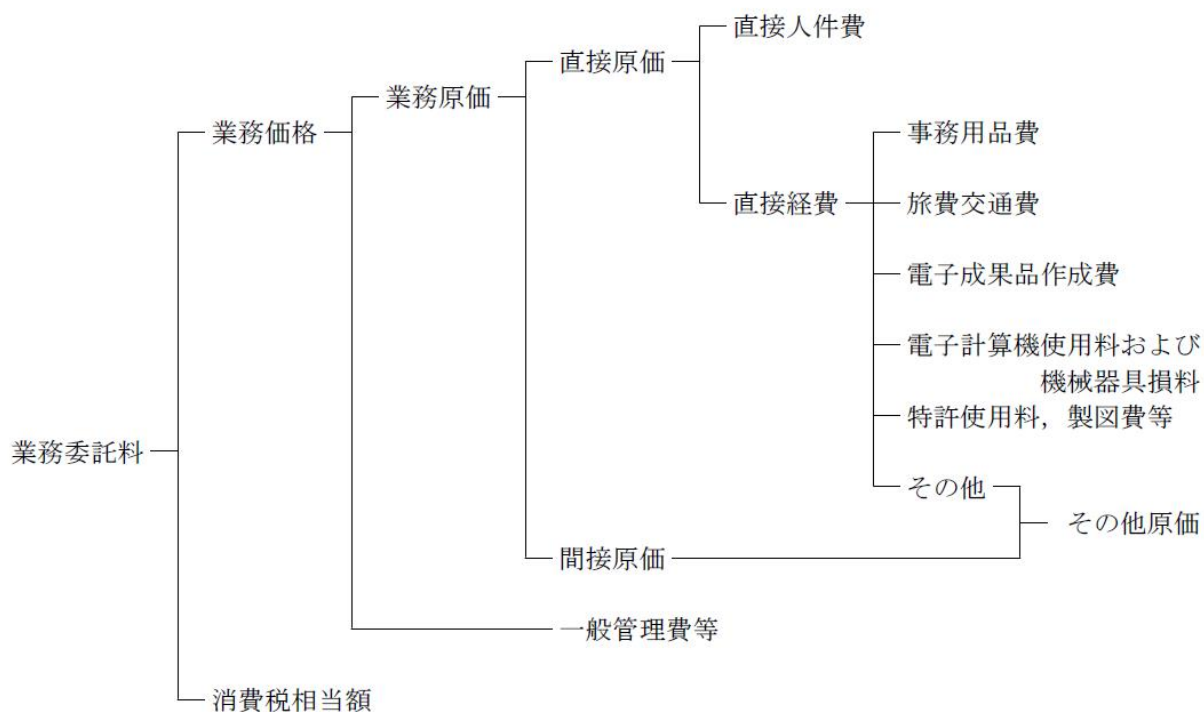 直接人件費
直接原価
業務原価
業務価格
事務用品費
直接経費
旅費交通費
電子成果品作成費
電子計算機使用料および
機械器具損料
特許使用料，製図費等
業務委託料
その他
その他原価
間接原価
一般管理費等
消費税相当額